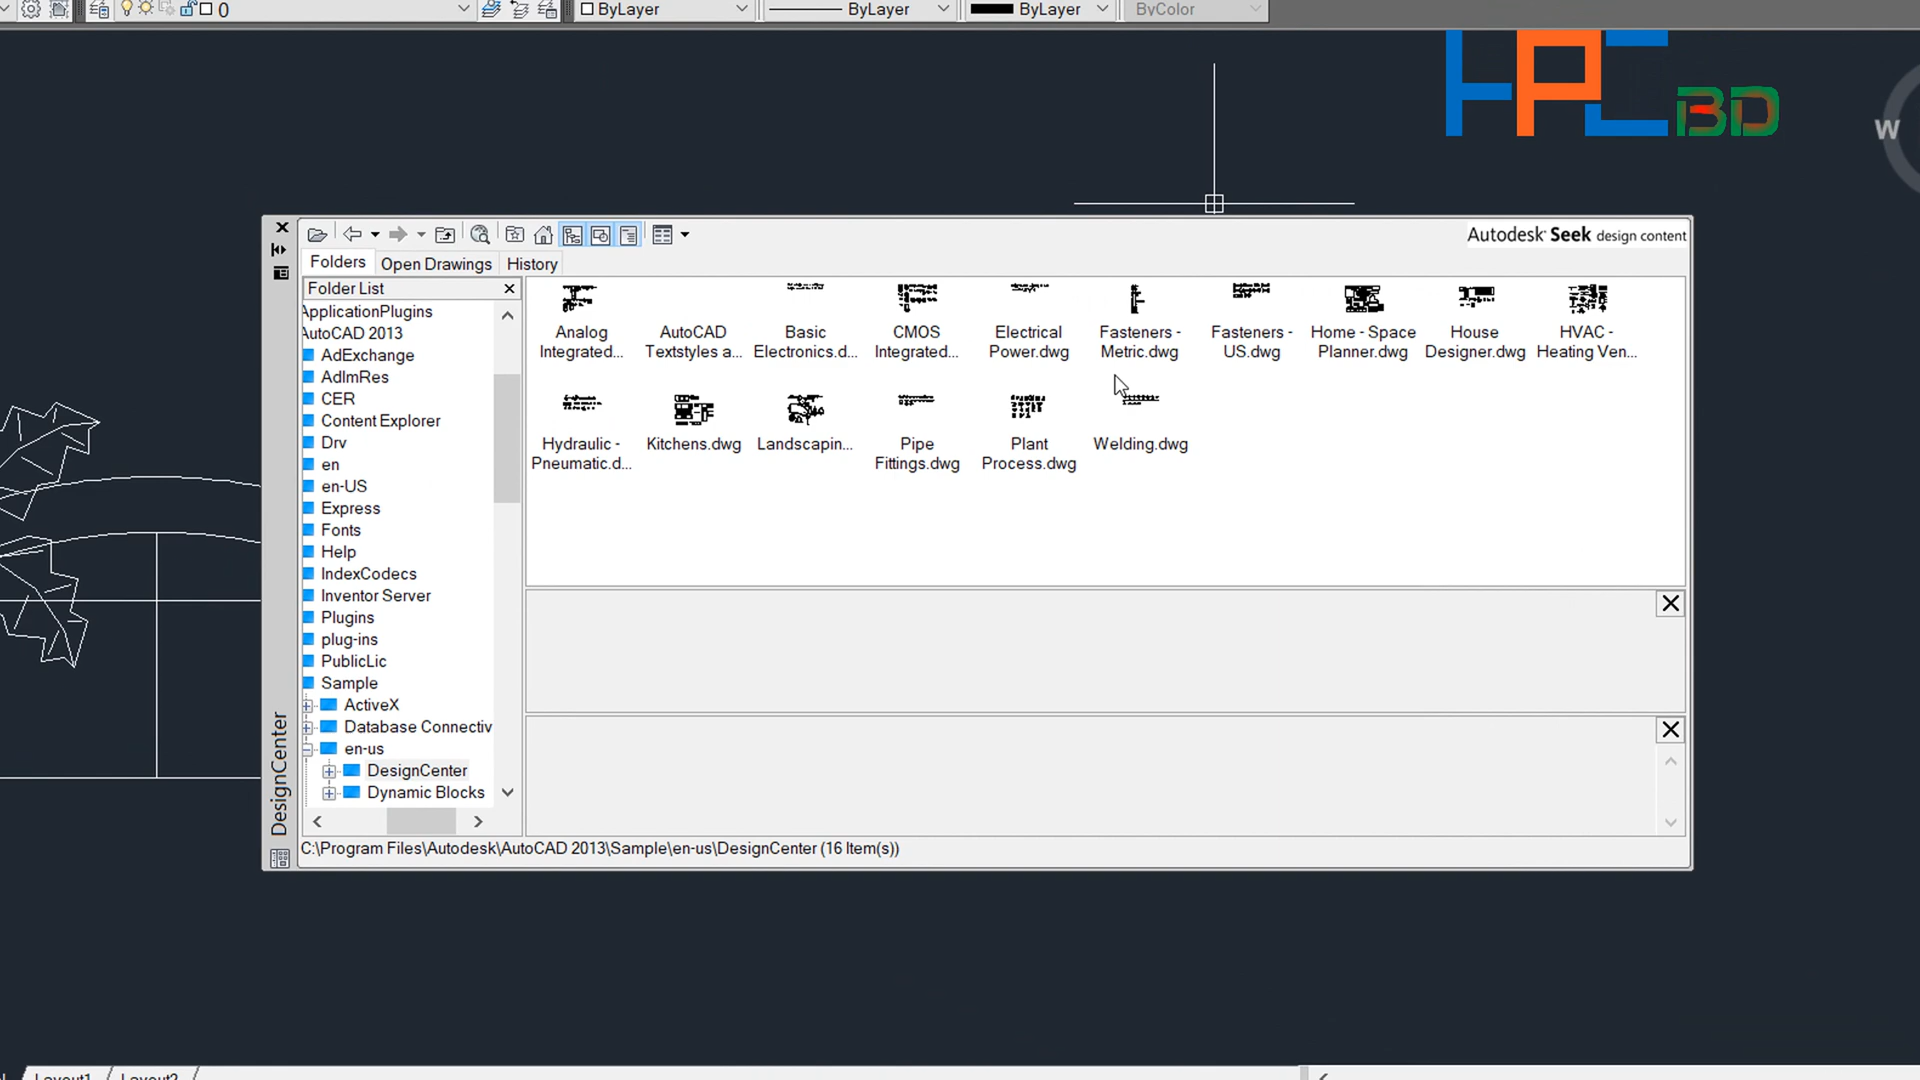 0 ByLayer ByLayer ByLayer ByColor
HPC BD
W
Autodesk Seek design content
Folders Open Drawings History
Folder List
ApplicationPlugins
AutoCAD 2013
AdExchange
AdlmRes
CER
Content Explorer
Drv
en
en-US
Express
Fonts
Help
IndexCodecs
Inventor Server
Plugins
plug-ins
PublicLic
Sample
ActiveX
Database Connectiv
en-us
DesignCenter
Dynamic Blocks
Analog Integrated...
AutoCAD Textstyles a...
Basic Electronics.d...
CMOS Integrated...
Electrical Power.dwg
Fasteners - Metric.dwg
Fasteners - US.dwg
Home - Space Planner.dwg
House Designer.dwg
HVAC - Heating Ven...
Hydraulic - Pneumatic.d...
Kitchens.dwg
Landscapin...
Pipe Fittings.dwg
Plant Process.dwg
Welding.dwg
DesignCenter
C:\Program Files\Autodesk\AutoCAD 2013\Sample\en-us\DesignCenter (16 Item(s))
Layout1 Layout2